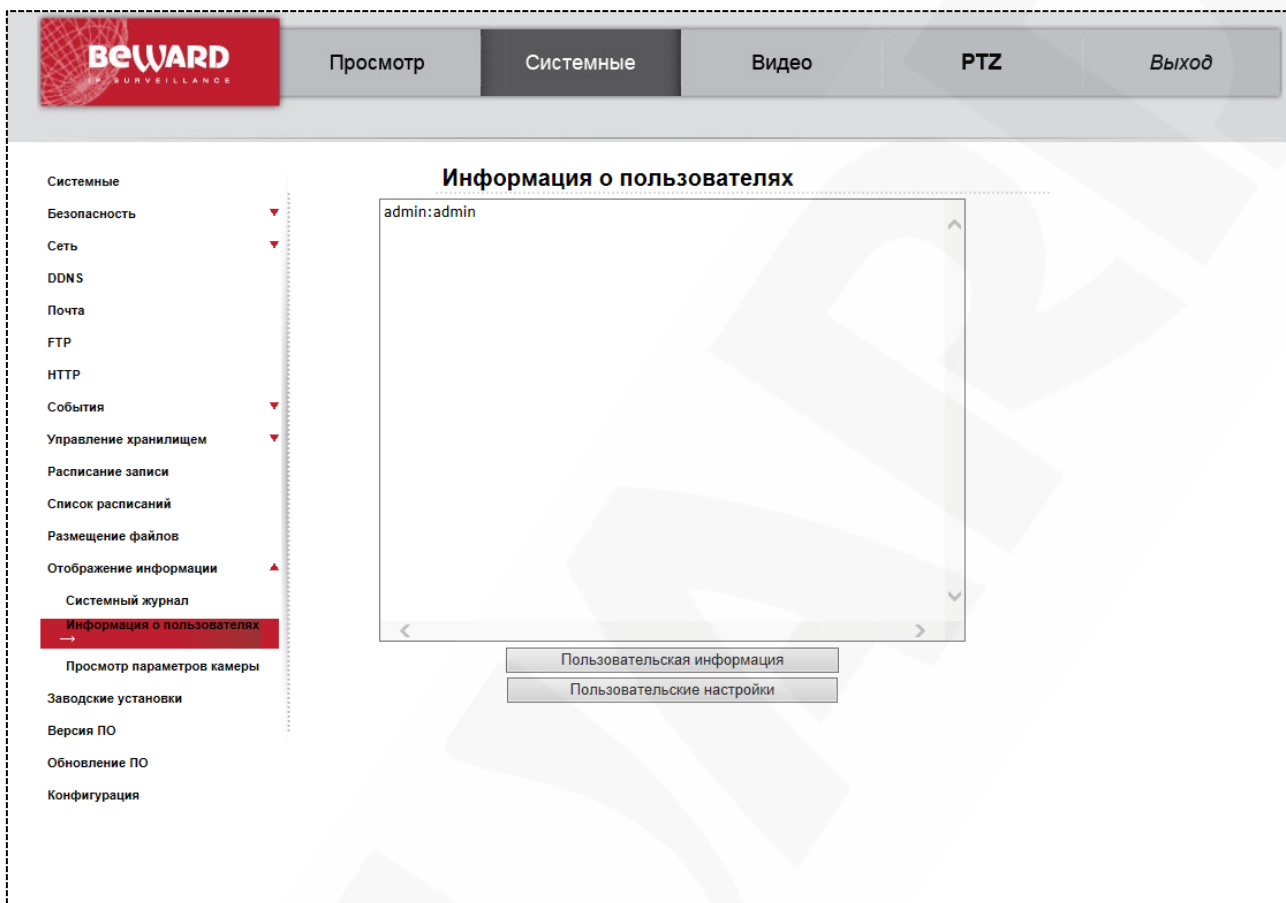 BEWARD
IP SURVEILLANCE
Просмотр
Системные
Видео
PTZ
Выход
Системные
Безопасность
Сеть
DDNS
Почта
FTP
HTTP
События
Управление хранилищем
Расписание записи
Список расписаний
Размещение файлов
Отображение информации
Системный журнал
Информация о пользователях
Просмотр параметров камеры
Заводские установки
Версия ПО
Обновление ПО
Конфигурация
Информация о пользователях
admin:admin
Пользовательская информация
Пользовательские настройки